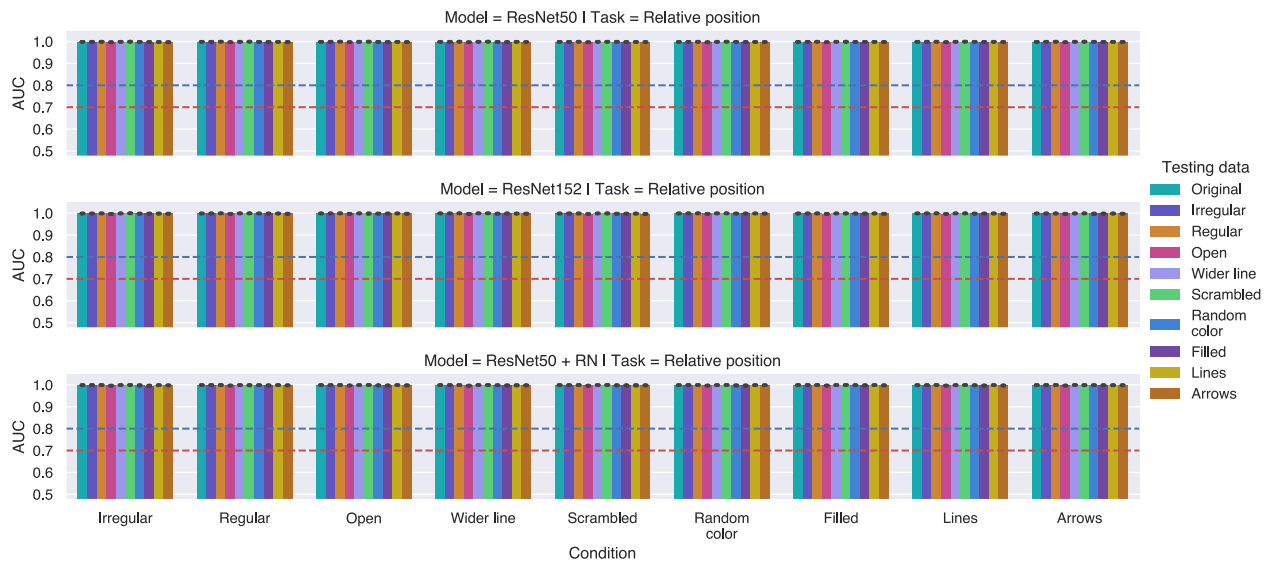 Model = ResNet50 | Task = Relative position
1.0
0.9
0.8
0.7
0.6
0.5
AUC
Model = ResNet152 | Task = Relative position
1.0
0.9
0.8
0.7
0.6
0.5
AUC
Model = ResNet50 + RN | Task = Relative position
1.0
0.9
0.8
0.7
0.6
0.5
AUC
Irregular Regular Open Wider line Scrambled Random color Filled Lines Arrows
Condition
Testing data
Original
Irregular
Regular
Open
Wider line
Scrambled
Random
color
Filled
Lines
Arrows